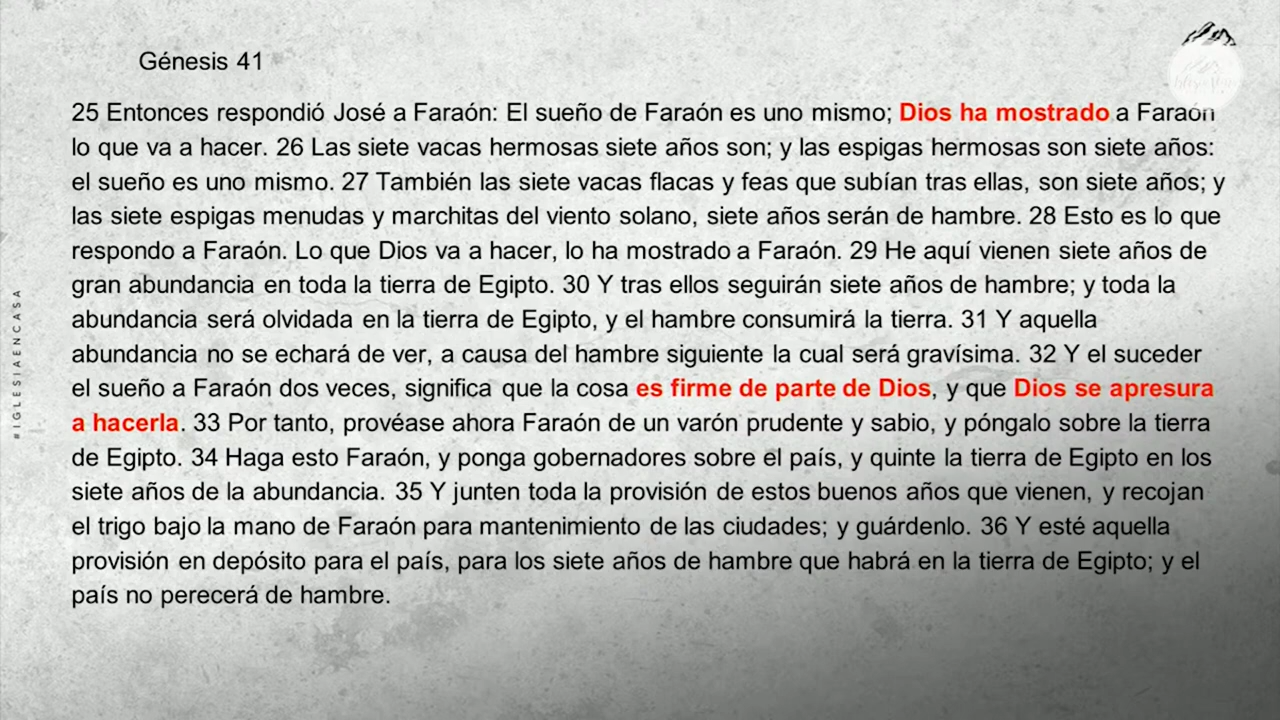 Génesis 41
25 Entonces respondió José a Faraón: El sueño de Faraón es uno mismo; Dios ha mostrado a Faraón
lo que va a hacer. 26 Las siete vacas hermosas siete años son; y las espigas hermosas son siete años:
el sueño es uno mismo. 27 También las siete vacas flacas y feas que subían tras ellas, son siete años; y
las siete espigas menudas y marchitas del viento solano, siete años serán de hambre. 28 Esto es lo que
respondo a Faraón. Lo que Dios va a hacer, lo ha mostrado a Faraón. 29 He aquí vienen siete años de
gran abundancia en toda la tierra de Egipto. 30 Y tras ellos seguirán siete años de hambre; y toda la
abundancia será olvidada en la tierra de Egipto, y el hambre consumirá la tierra. 31 Y aquella
abundancia no se echará de ver, a causa del hambre siguiente la cual será gravísima. 32 Y el suceder
el sueño a Faraón dos veces, significa que la cosa es firme de parte de Dios, y que Dios se apresura
a hacerla. 33 Por tanto, provéase ahora Faraón de un varón prudente y sabio, y póngalo sobre la tierra
de Egipto. 34 Haga esto Faraón, y ponga gobernadores sobre el país, y quinte la tierra de Egipto en los
siete años de la abundancia. 35 Y junten toda la provisión de estos buenos años que vienen, y recojan
el trigo bajo la mano de Faraón para mantenimiento de las ciudades; y guárdenlo. 36 Y esté aquella
provisión en depósito para el país, para los siete años de hambre que habrá en la tierra de Egipto; y el
país no perecerá de hambre.
#IGLESIAENCASA